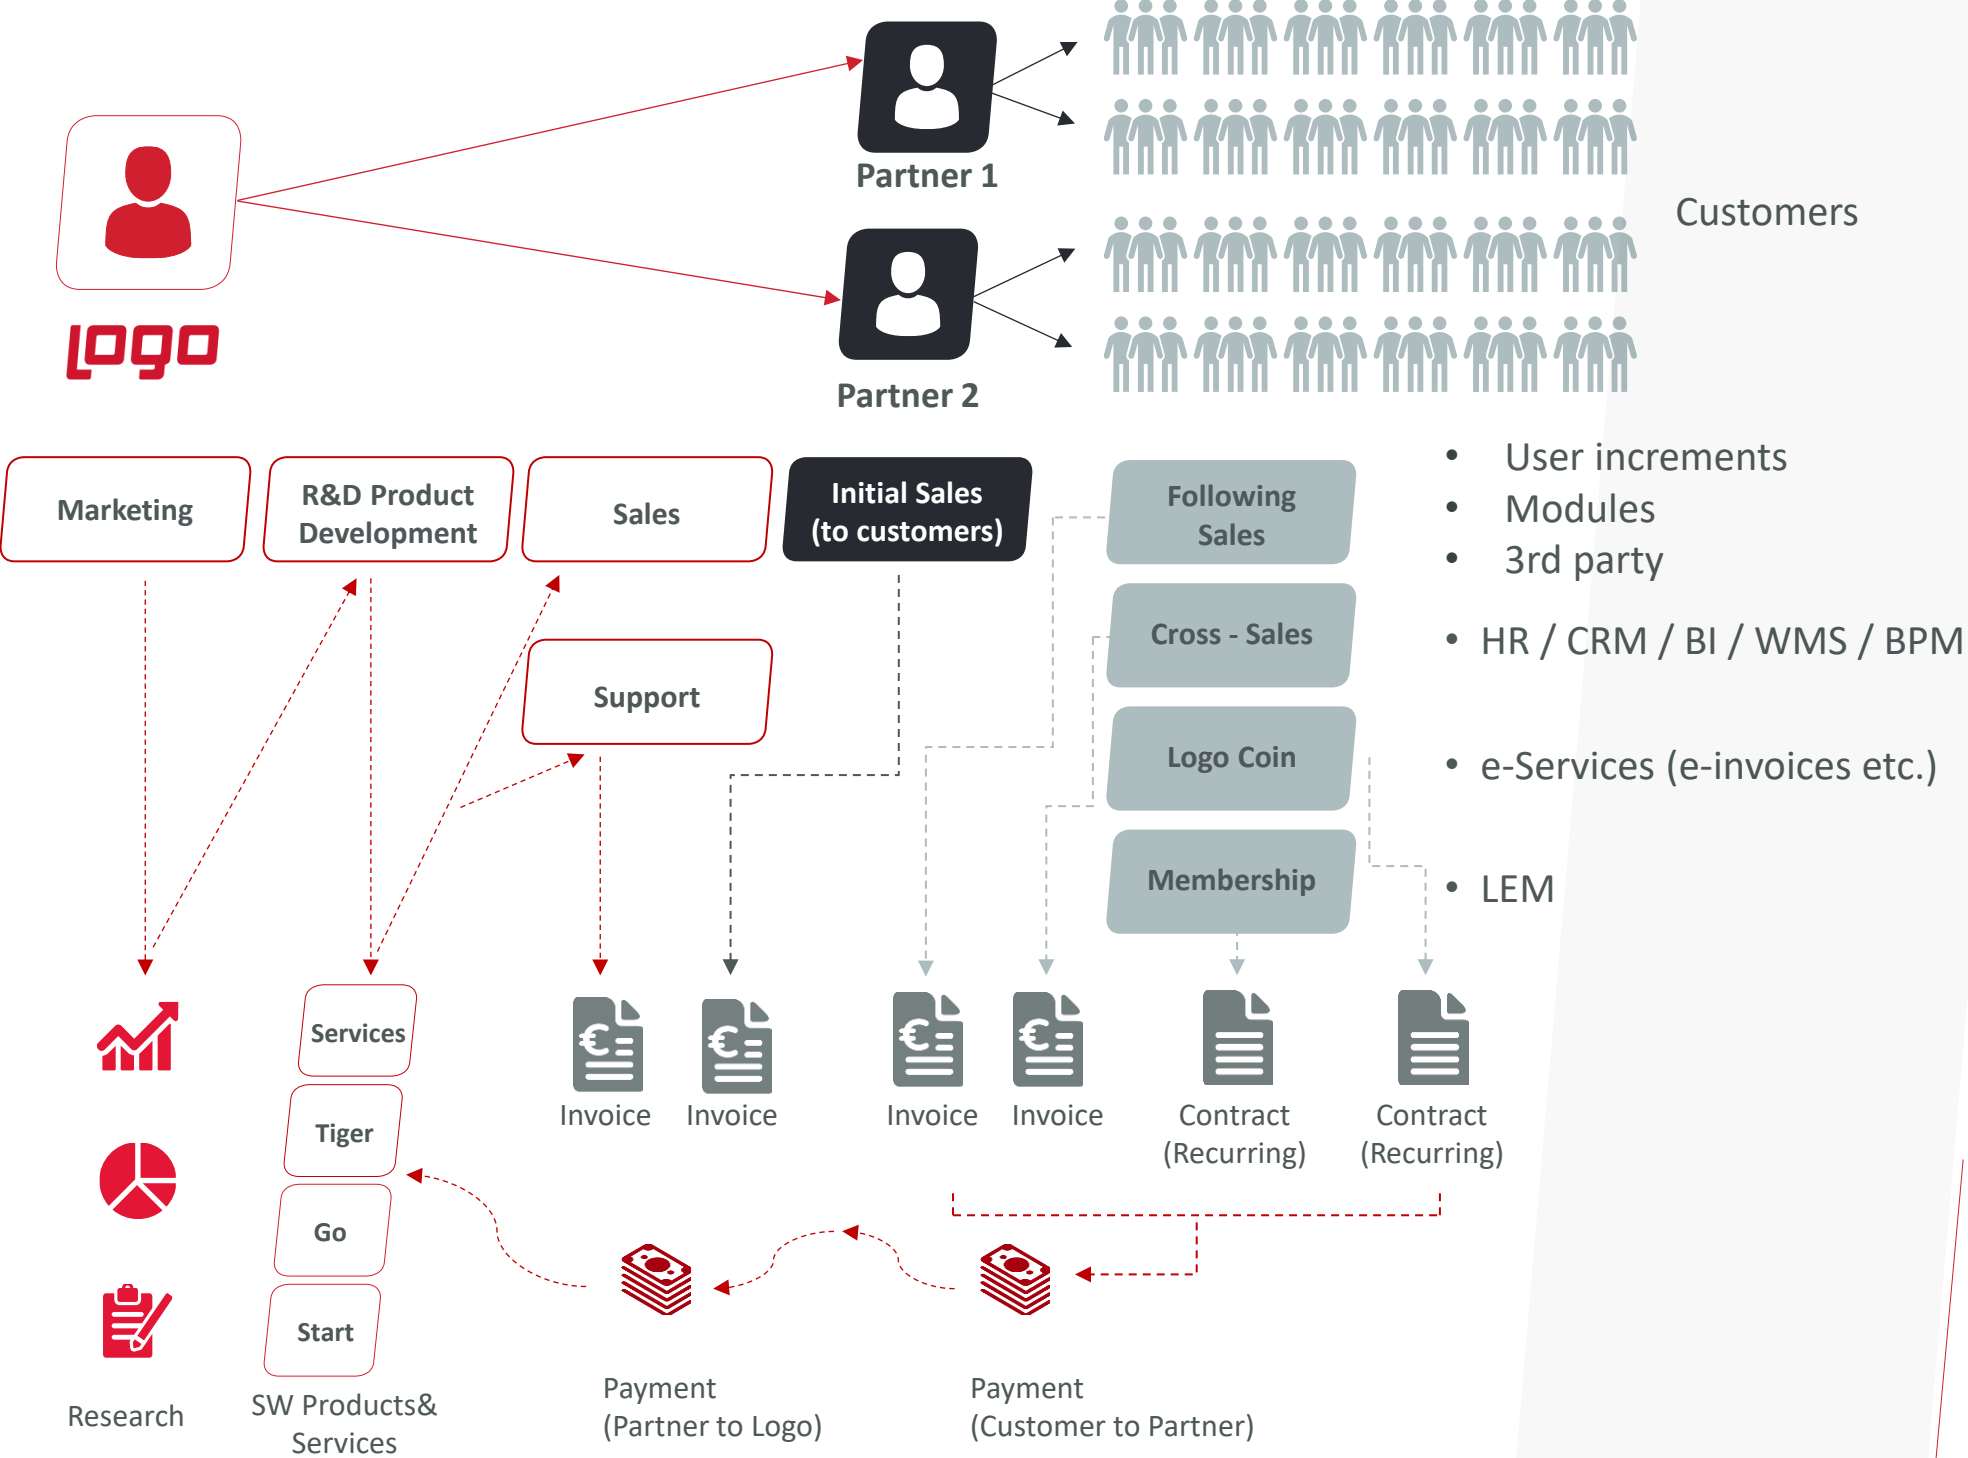 Partner 1
Customers
logo
Partner 2
Marketing
R&D Product
Development
Sales
Initial Sales
(to customers)
Following
Sales
• User increments
• Modules
• 3rd party
Support
Cross - Sales
• HR / CRM / BI / WMS / BPM
Logo Coin
• e-Services (e-invoices etc.)
Membership
• LEM
Services
Tiger
Go
Start
Invoice
Invoice
Invoice
Invoice
Contract
(Recurring)
Contract
(Recurring)
Research
SW Products&
Services
Payment
(Partner to Logo)
Payment
(Customer to Partner)